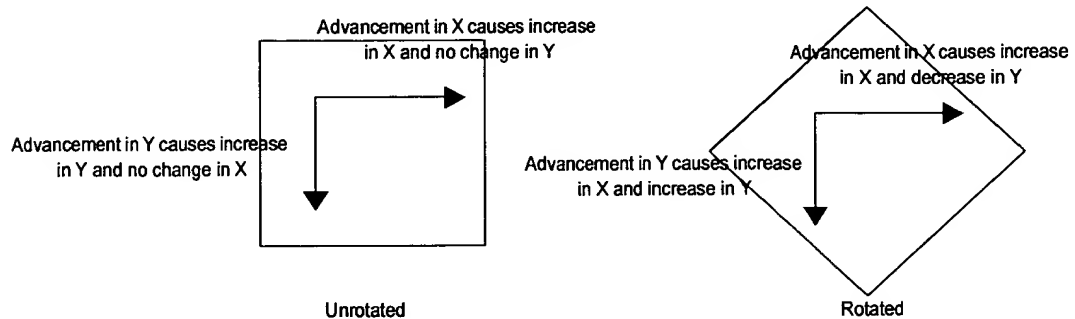 Advancement in X causes increase
in X and no change in Y
Advancement in Y causes increase
in Y and no change in X
Unrotated
Advancement in X causes increase
in X and decrease in Y
Advancement in Y causes increase
in X and increase in Y
Rotated